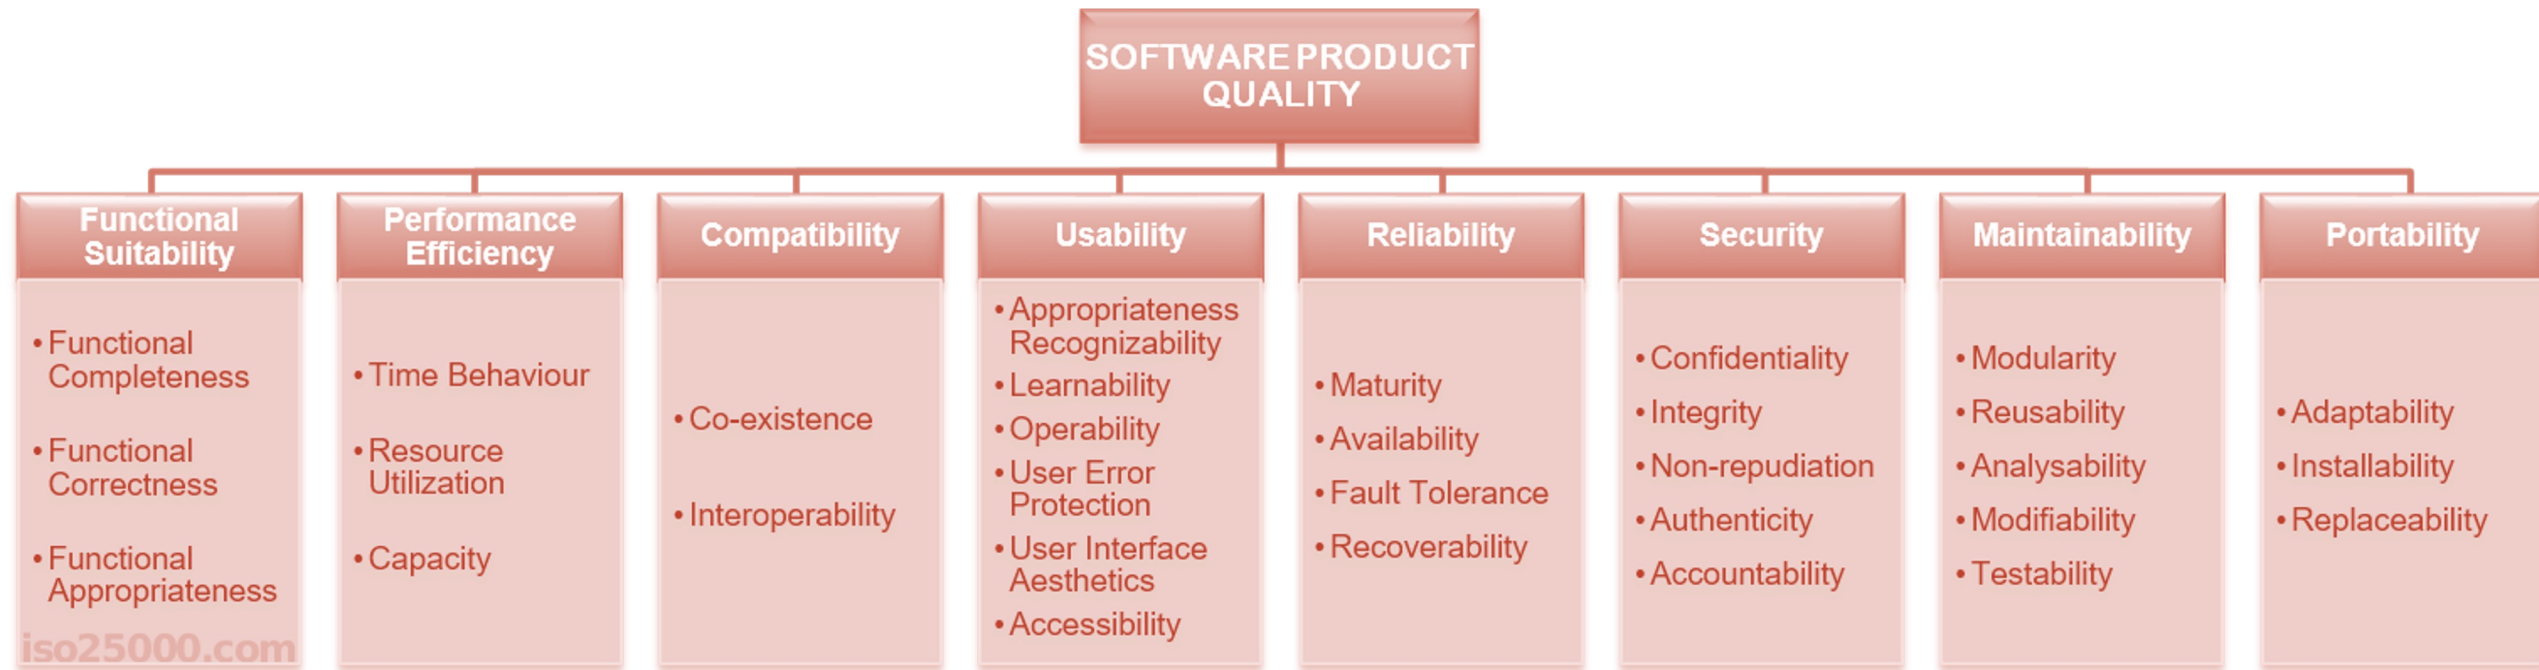 SOFTWARE PRODUCT
QUALITY
Functional
Suitability
• Functional
Completeness
• Functional
Correctness
• Functional
Appropriateness
iso25000.com
Performance
Efficiency
• Time Behaviour
• Resource
Utilization
• Capacity
Compatibility
• Co-existence
• Interoperability
Usability
• Appropriateness
Recognizability
• Learnability
• Operability
• User Error
Protection
• User Interface
Aesthetics
• Accessibility
Reliability
• Maturity
• Availability
• Fault Tolerance
• Recoverability
Security
• Confidentiality
• Integrity
• Non-repudiation
• Authenticity
• Accountability
Maintainability
• Modularity
• Reusability
• Analysability
• Modifiability
• Testability
Portability
• Adaptability
• Installability
• Replaceability